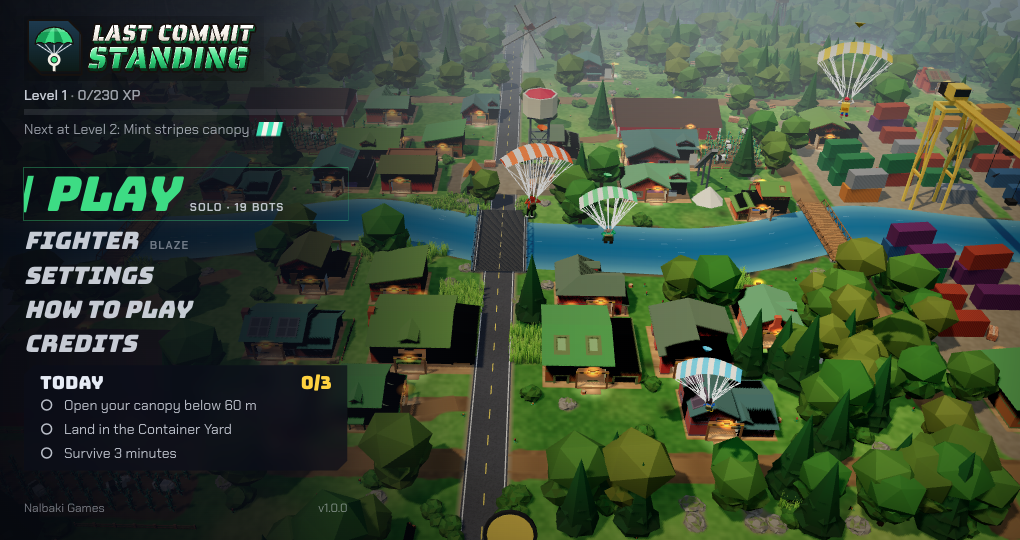 LAST COMMIT
STANDING
Level 1 · 0/230 XP
Next at Level 2: Mint stripes canopy
PLAY SOLO · 19 BOTS
FIGHTER BLAZE
SETTINGS
HOW TO PLAY
CREDITS
TODAY 0/3
Open your canopy below 60 m
Land in the Container Yard
Survive 3 minutes
Nalbaki Games v1.0.0